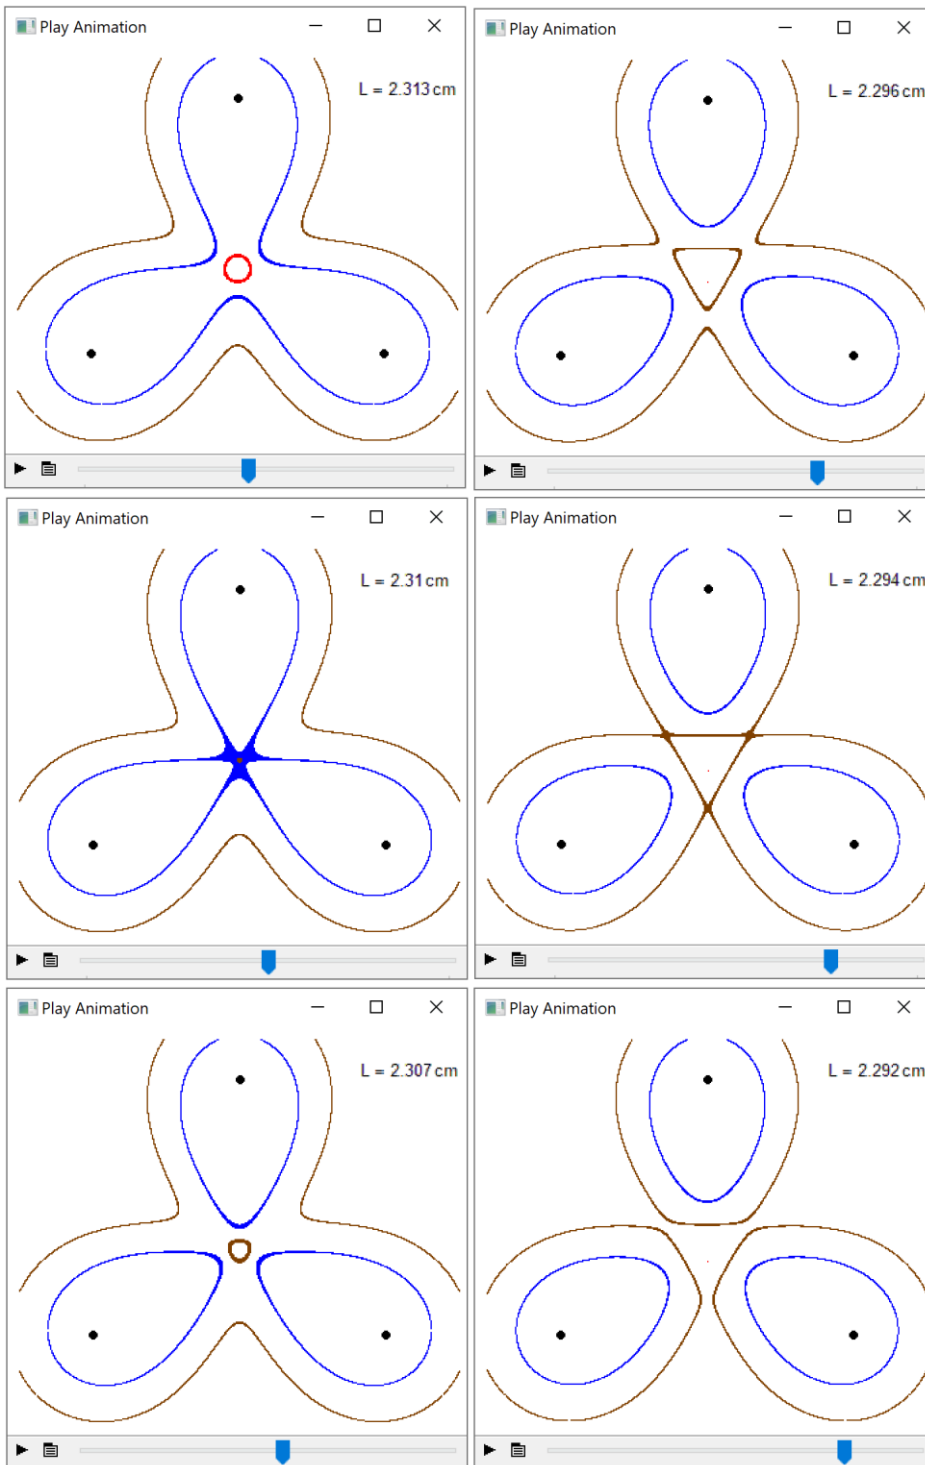 Play Animation
L = 2.313 cm
Play Animation
L = 2.296 cm
Play Animation
L = 2.31 cm
Play Animation
L = 2.294 cm
Play Animation
L = 2.307 cm
Play Animation
L = 2.292 cm